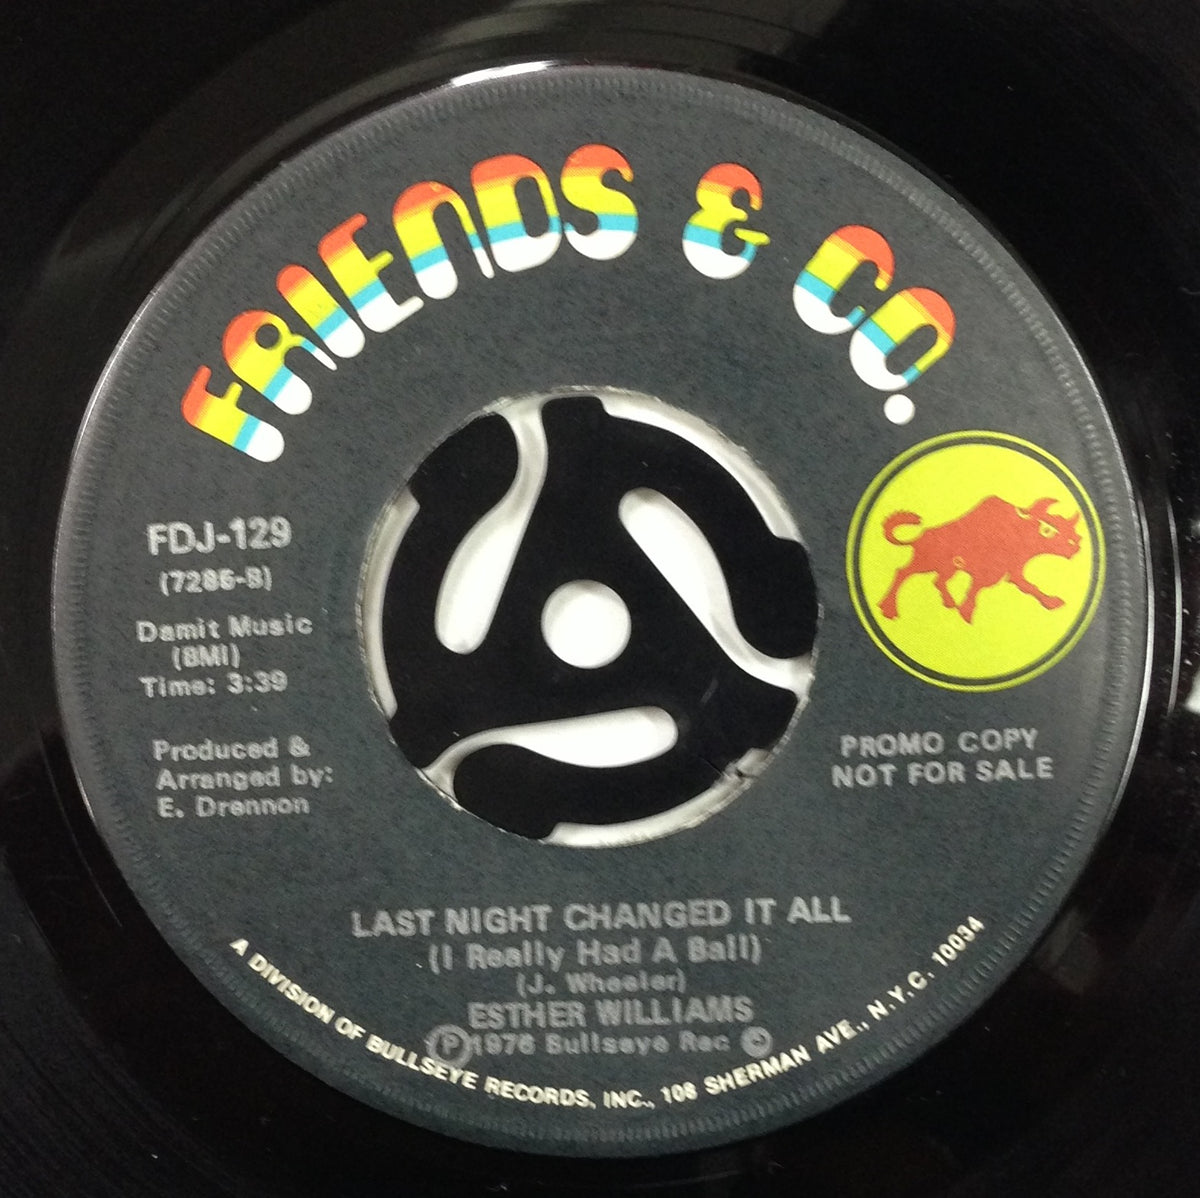 FRIENDS & CO.
FDJ-129
(7286-B)
Damit Music
(BMI)
Time: 3:39
Produced &
Arranged by:
E. Drennon
PROMO COPY
NOT FOR SALE
LAST NIGHT CHANGED IT ALL
(I Really Had A Ball)
(J. Wheeler)
ESTHER WILLIAMS
Ⓟ1976 Bullseye Rec ©
A DIVISION OF BULLSEYE RECORDS, INC., 108 SHERMAN AVE., N.Y.C. 10034